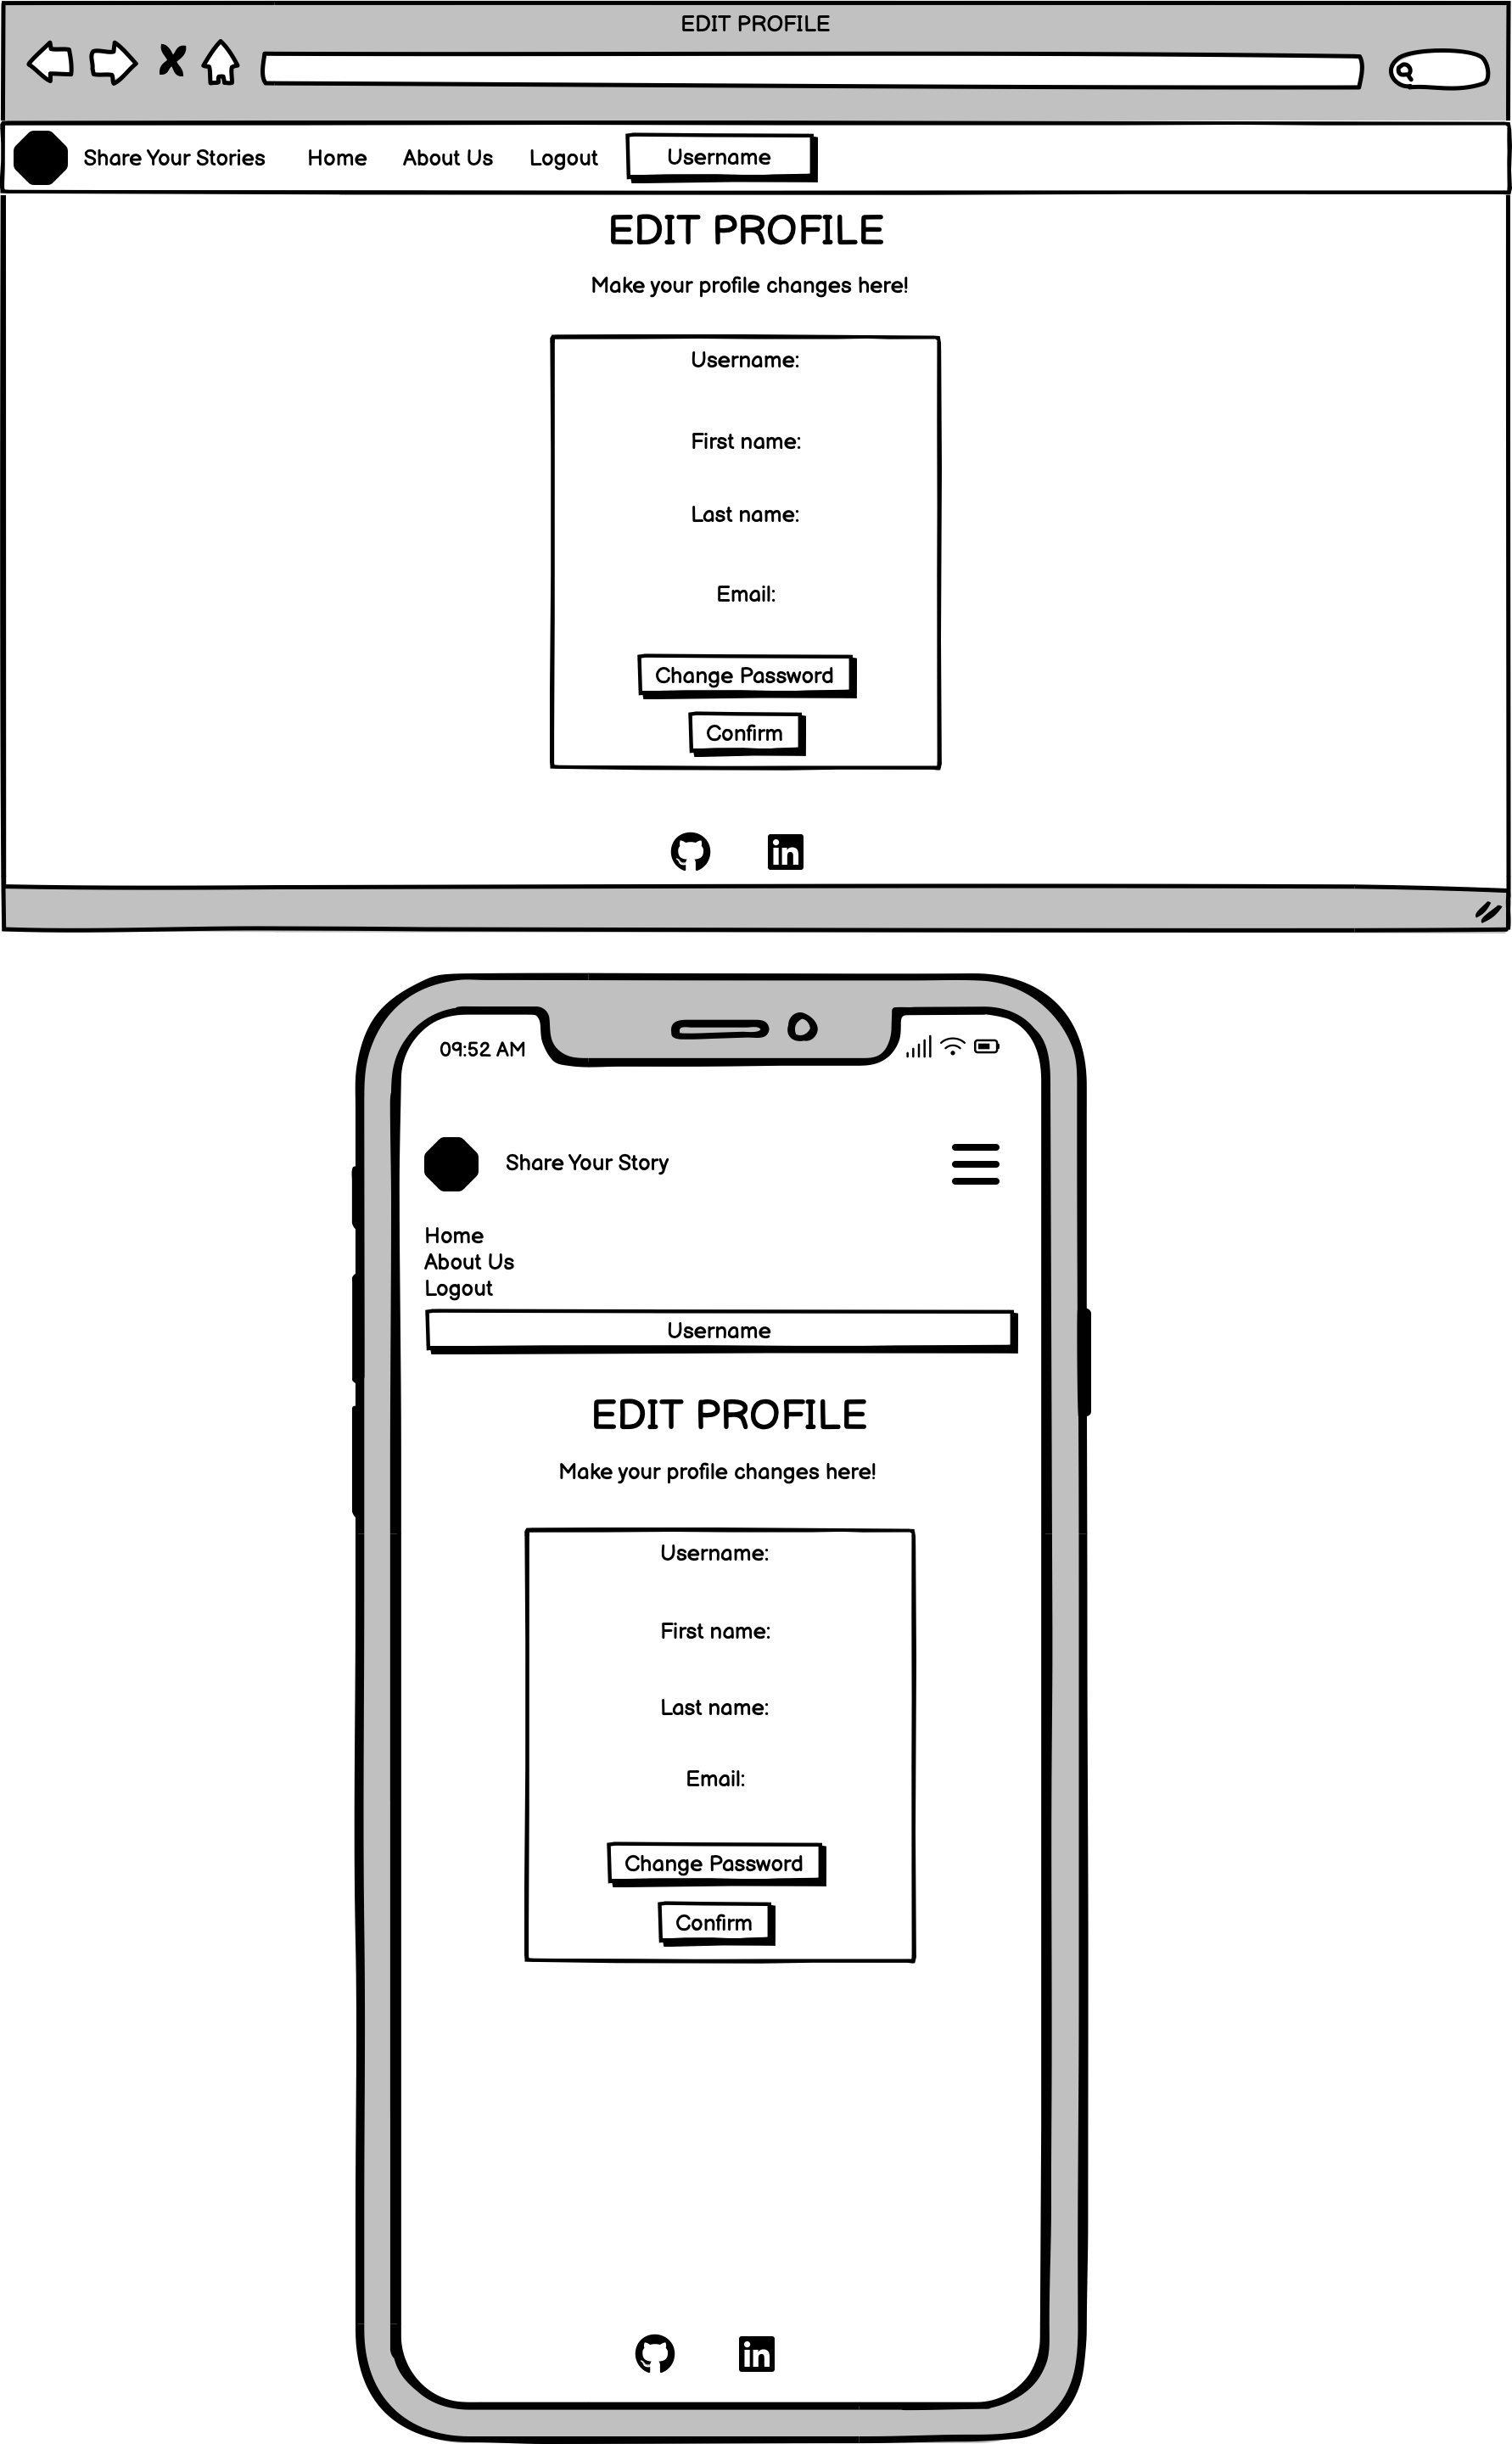 EDIT PROFILE
Share Your Stories Home About Us Logout Username
EDIT PROFILE
Make your profile changes here!
Username:
First name:
Last name:
Email:
Change Password
Confirm
in
09:52 AM
Share Your Story
Home
About Us
Logout
Username
EDIT PROFILE
Make your profile changes here!
Username:
First name:
Last name:
Email:
Change Password
Confirm
in